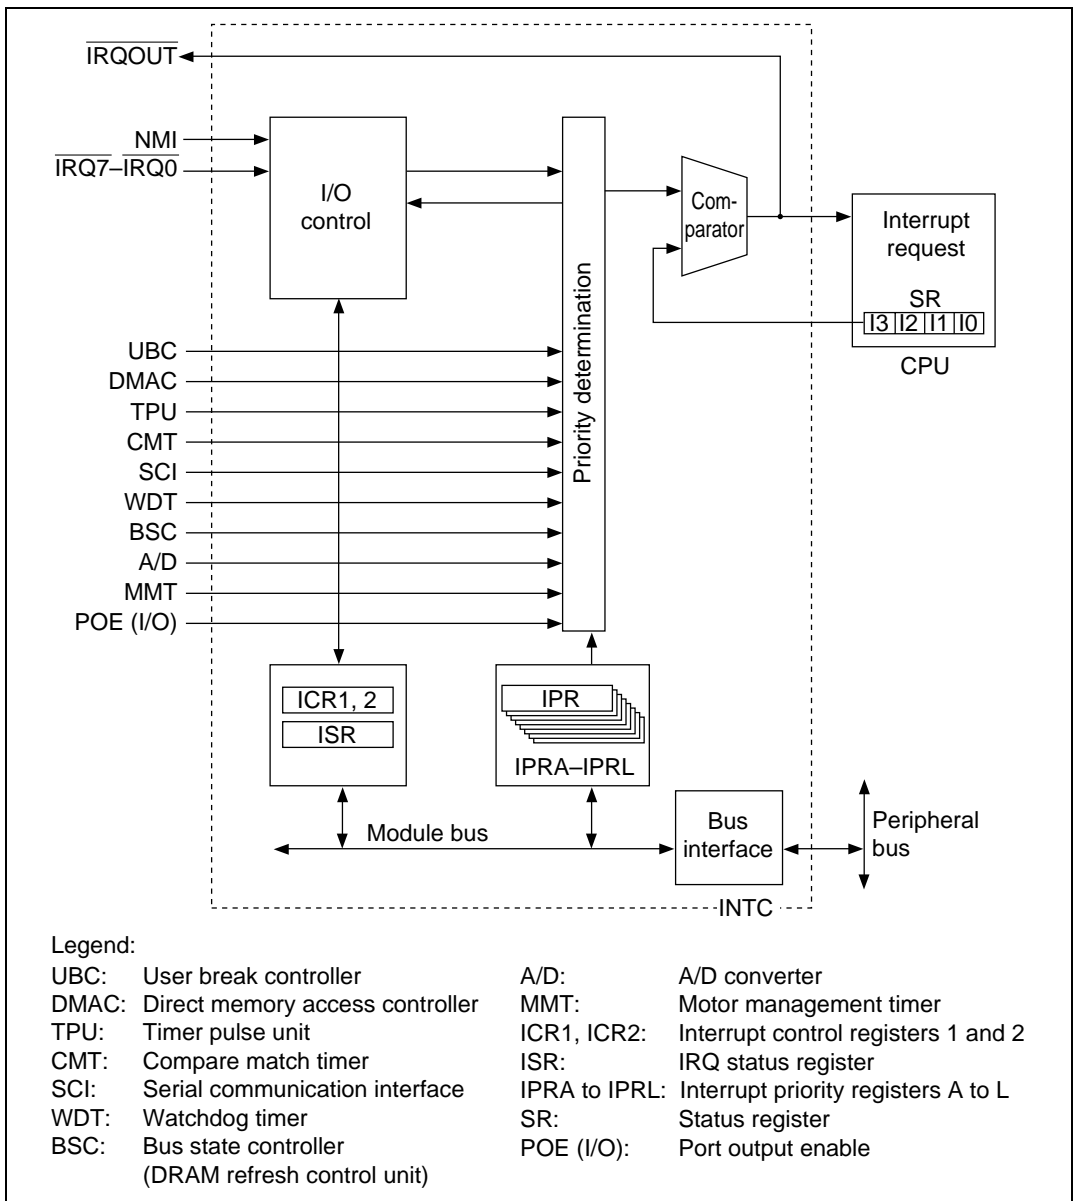 IRQOUT
NMI
IRQ7–IRQ0
I/O
control
Com-
parator
Interrupt
request
SR
I3 I2 I1 I0
CPU
Priority determination
UBC
DMAC
TPU
CMT
SCI
WDT
BSC
A/D
MMT
POE (I/O)
ICR1, 2
ISR
IPR
IPRA–IPRL
Module bus
Bus
interface
Peripheral
bus
INTC
Legend:
UBC: User break controller
DMAC: Direct memory access controller
TPU: Timer pulse unit
CMT: Compare match timer
SCI: Serial communication interface
WDT: Watchdog timer
BSC: Bus state controller
(DRAM refresh control unit)
A/D: A/D converter
MMT: Motor management timer
ICR1, ICR2: Interrupt control registers 1 and 2
ISR: IRQ status register
IPRA to IPRL: Interrupt priority registers A to L
SR: Status register
POE (I/O): Port output enable